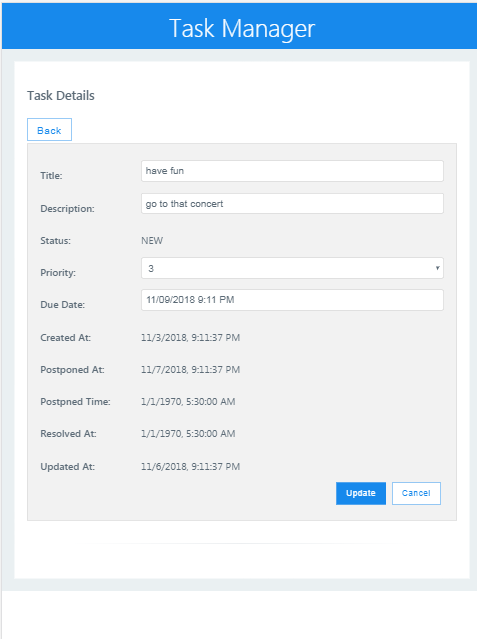 Task Manager
Task Details
Back
Title: have fun
Description: go to that concert
Status: NEW
Priority: 3
Due Date: 11/09/2018 9:11 PM
Created At: 11/3/2018, 9:11:37 PM
Postponed At: 11/7/2018, 9:11:37 PM
Postpned Time: 1/1/1970, 5:30:00 AM
Resolved At: 1/1/1970, 5:30:00 AM
Updated At: 11/6/2018, 9:11:37 PM
Update Cancel